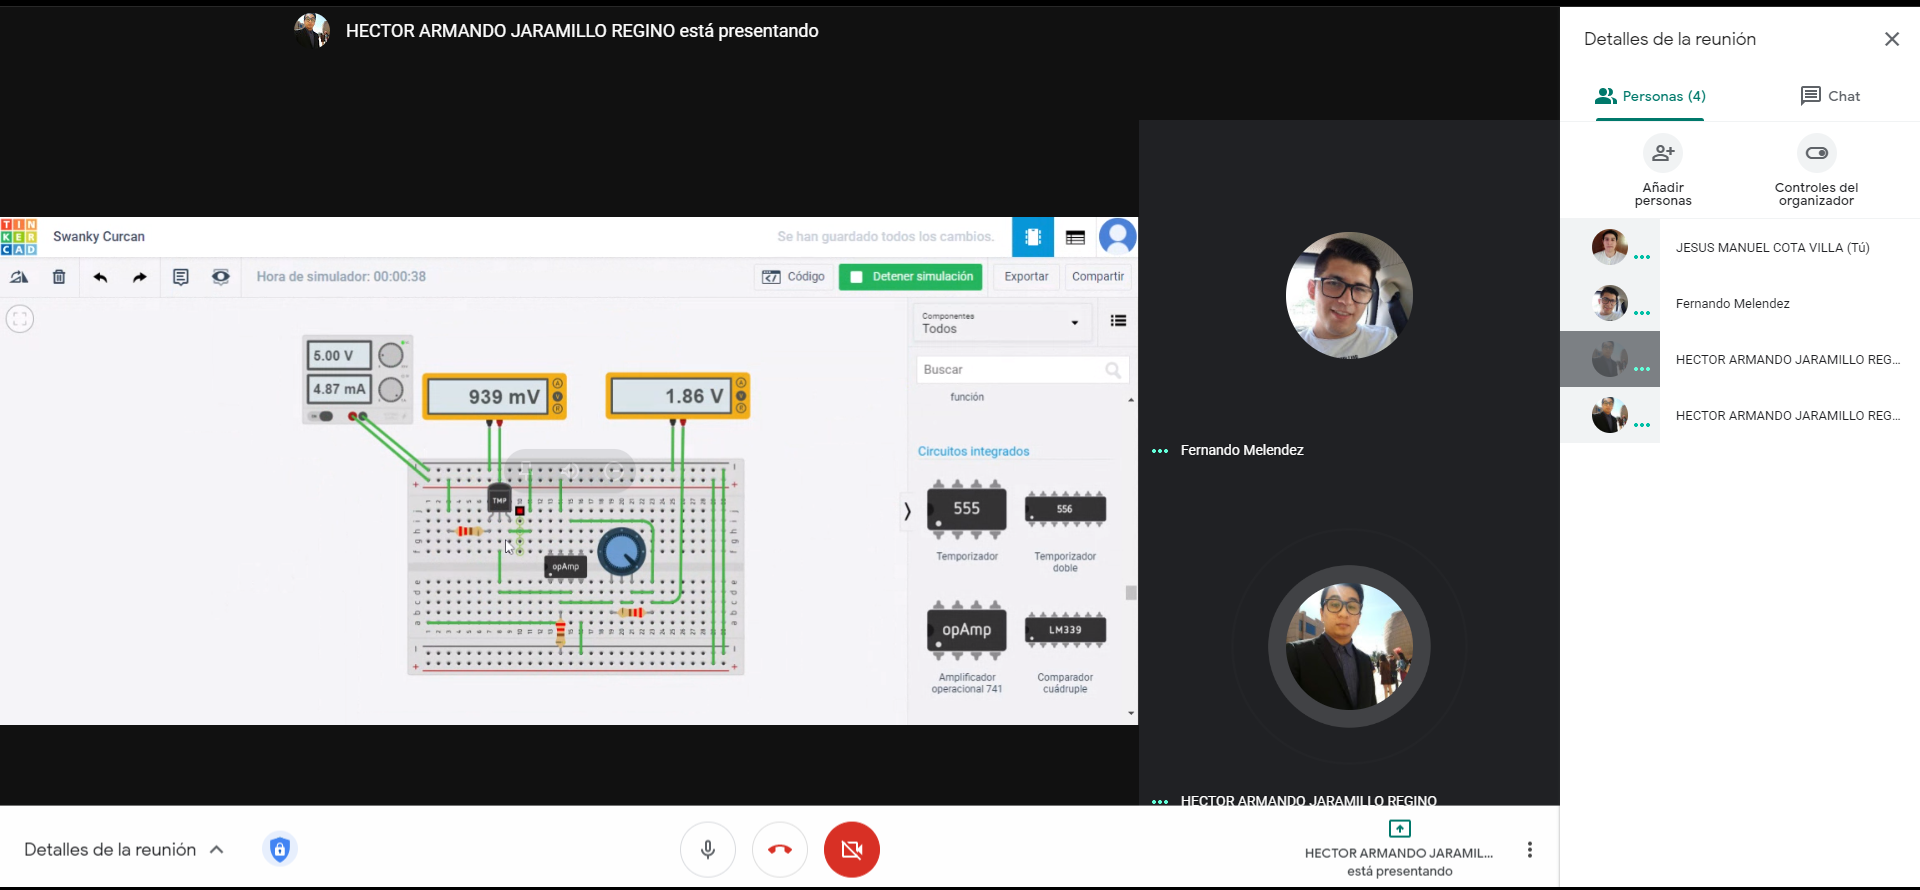 HECTOR ARMANDO JARAMILLO REGINO está presentando
TIN
KER
CAD
Swanky Curcan
Se han guardado todos los cambios.
Hora de simulador: 00:00:38
Código
Detener simulación
Exportar
Compartir
Componentes
Todos
Buscar
función
Circuitos integrados
555
556
Temporizador
Temporizador
doble
opAmp
LM339
Amplificador
operacional 741
Comparador
cuádruple
5.00 V
4.87 mA
939 mV
1.86 V
TMP
opAmp
Fernando Melendez
HECTOR ARMANDO JARAMILLO REGINO
Detalles de la reunión
Personas (4)
Chat
Añadir
personas
Controles del
organizador
JESUS MANUEL COTA VILLA (Tú)
Fernando Melendez
HECTOR ARMANDO JARAMILLO REG...
HECTOR ARMANDO JARAMILLO REG...
Detalles de la reunión
HECTOR ARMANDO JARAMIL...
está presentando